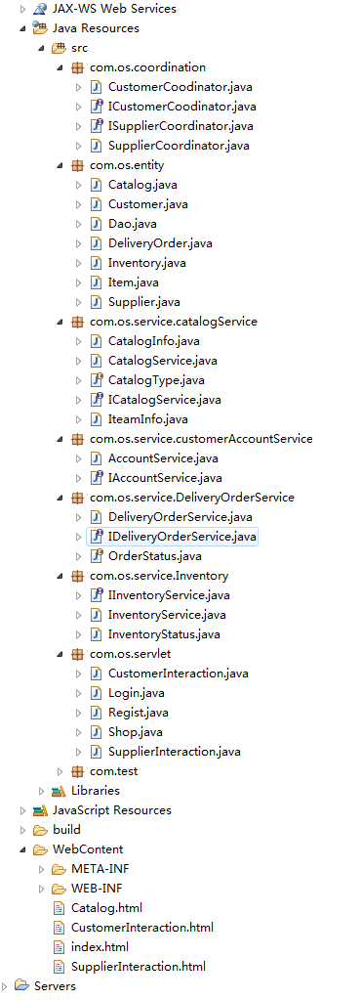 JAX-WS Web Services
Java Resources
src
com.os.coordination
CustomerCoodinator.java
ICustomerCoodinator.java
ISupplierCoordinator.java
SupplierCoordinator.java
com.os.entity
Catalog.java
Customer.java
Dao.java
DeliveryOrder.java
Inventory.java
Item.java
Supplier.java
com.os.service.catalogService
CatalogInfo.java
CatalogService.java
CatalogType.java
ICatalogService.java
IteamInfo.java
com.os.service.customerAccountService
AccountService.java
IAccountService.java
com.os.service.DeliveryOrderService
DeliveryOrderService.java
IDeliveryOrderService.java
OrderStatus.java
com.os.service.Inventory
IInventoryService.java
InventoryService.java
InventoryStatus.java
com.os.servlet
CustomerInteraction.java
Login.java
Regist.java
Shop.java
SupplierInteraction.java
com.test
Libraries
JavaScript Resources
build
WebContent
META-INF
WEB-INF
Catalog.html
CustomerInteraction.html
index.html
SupplierInteraction.html
Servers